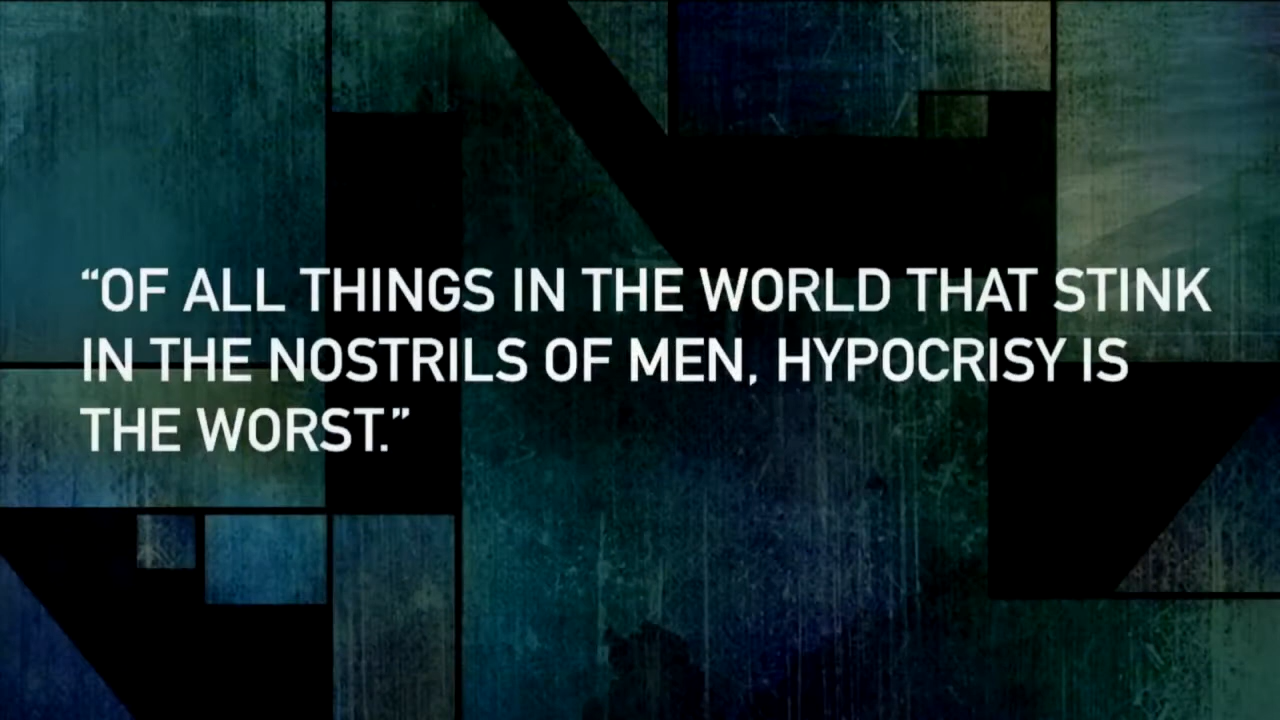 “OF ALL THINGS IN THE WORLD THAT STINK
IN THE NOSTRILS OF MEN, HYPOCRISY IS
THE WORST.”